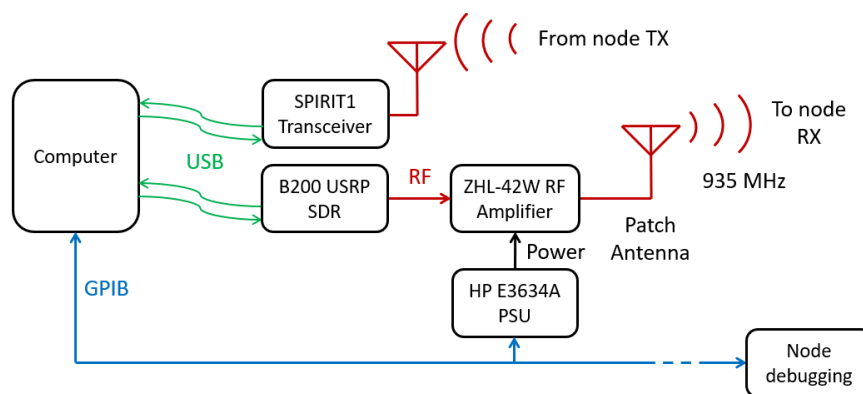 From node TX
SPIRIT1
Transceiver
To node
RX
Computer
USB
B200 USRP
SDR
RF
ZHL-42W RF
Amplifier
935 MHz
Patch
Antenna
Power
GPIB
HP E3634A
PSU
Node
debugging